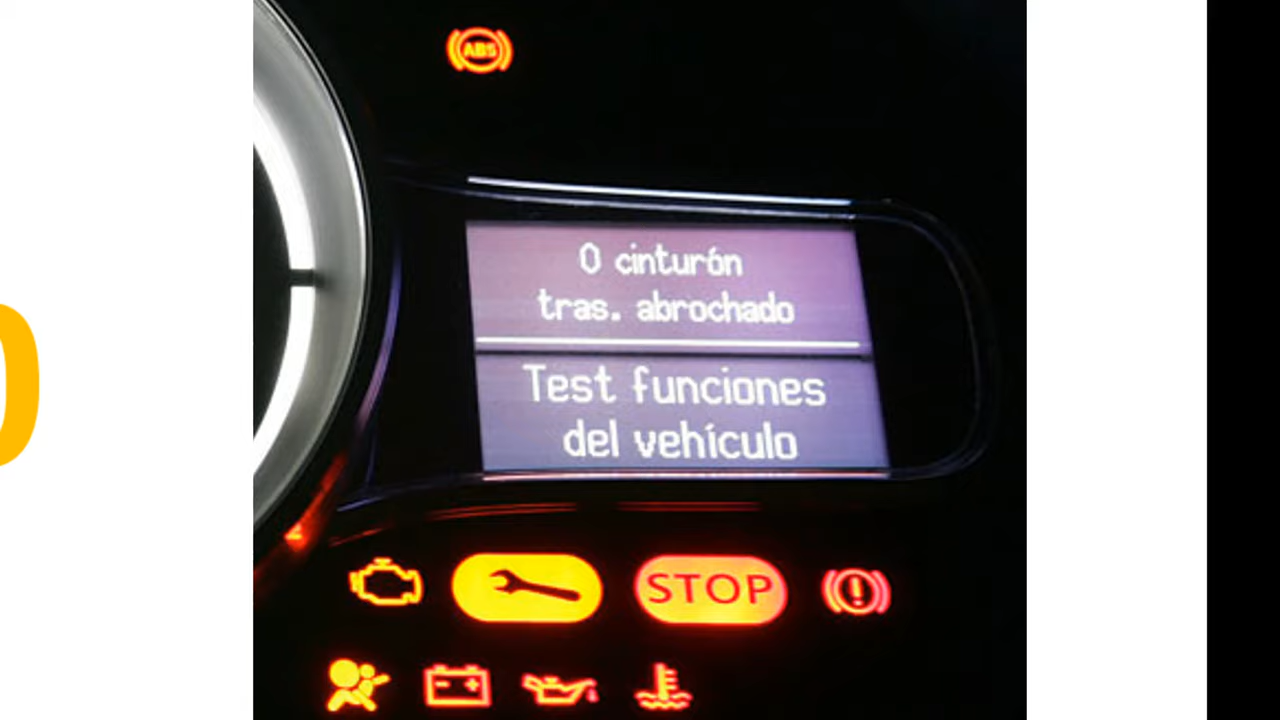 ABS
0 cinturón
tras. abrochado
Test funciones
del vehículo
STOP